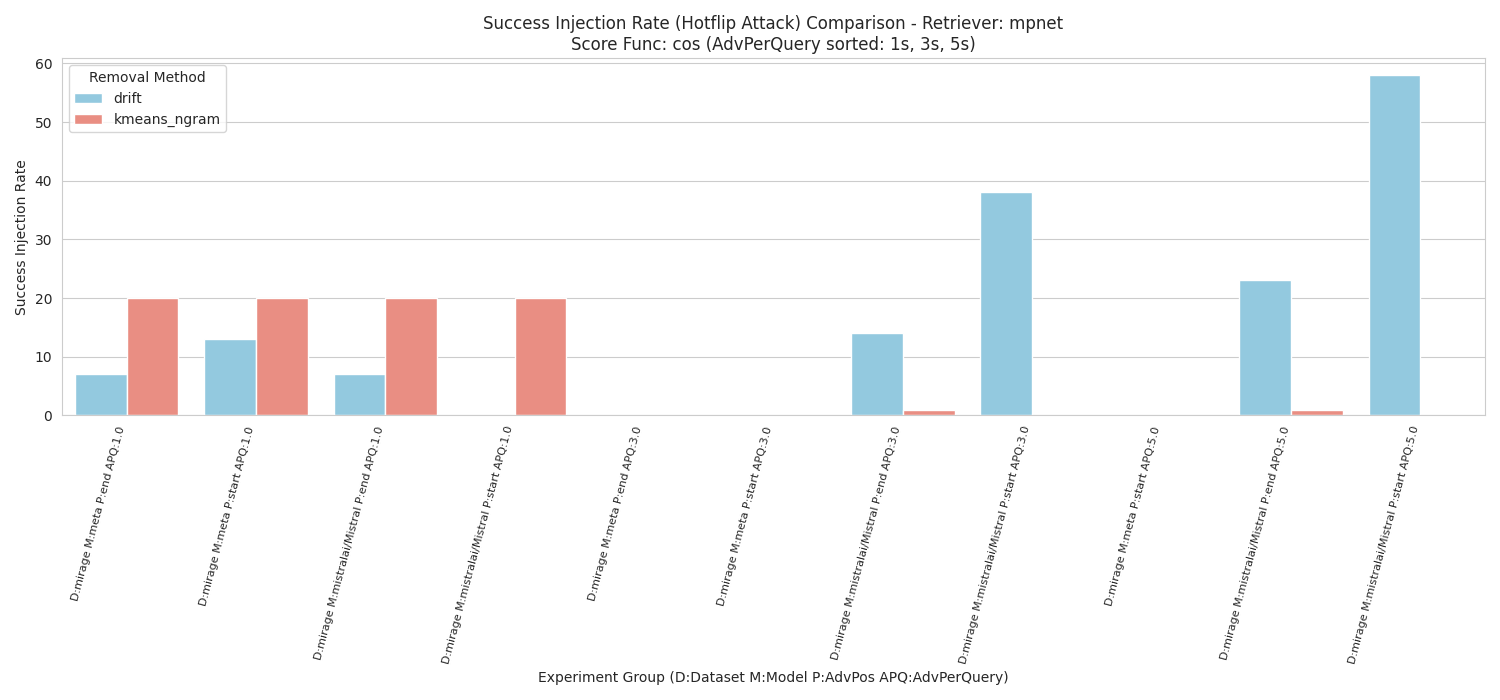 Success Injection Rate (Hotflip Attack) Comparison - Retriever: mpnet
Score Func: cos (AdvPerQuery sorted: 1s, 3s, 5s)
Removal Method
drift
kmeans_ngram
Success Injection Rate
60
50
40
30
20
10
0
D:mirage M:meta P:end APQ:1.0
D:mirage M:meta P:start APQ:1.0
D:mirage M:mistralai/Mistral P:end APQ:1.0
D:mirage M:mistralai/Mistral P:start APQ:1.0
D:mirage M:meta P:end APQ:3.0
D:mirage M:meta P:start APQ:3.0
D:mirage M:mistralai/Mistral P:end APQ:3.0
D:mirage M:mistralai/Mistral P:start APQ:3.0
D:mirage M:meta P:start APQ:5.0
D:mirage M:mistralai/Mistral P:end APQ:5.0
D:mirage M:mistralai/Mistral P:start APQ:5.0
Experiment Group (D:Dataset M:Model P:AdvPos APQ:AdvPerQuery)